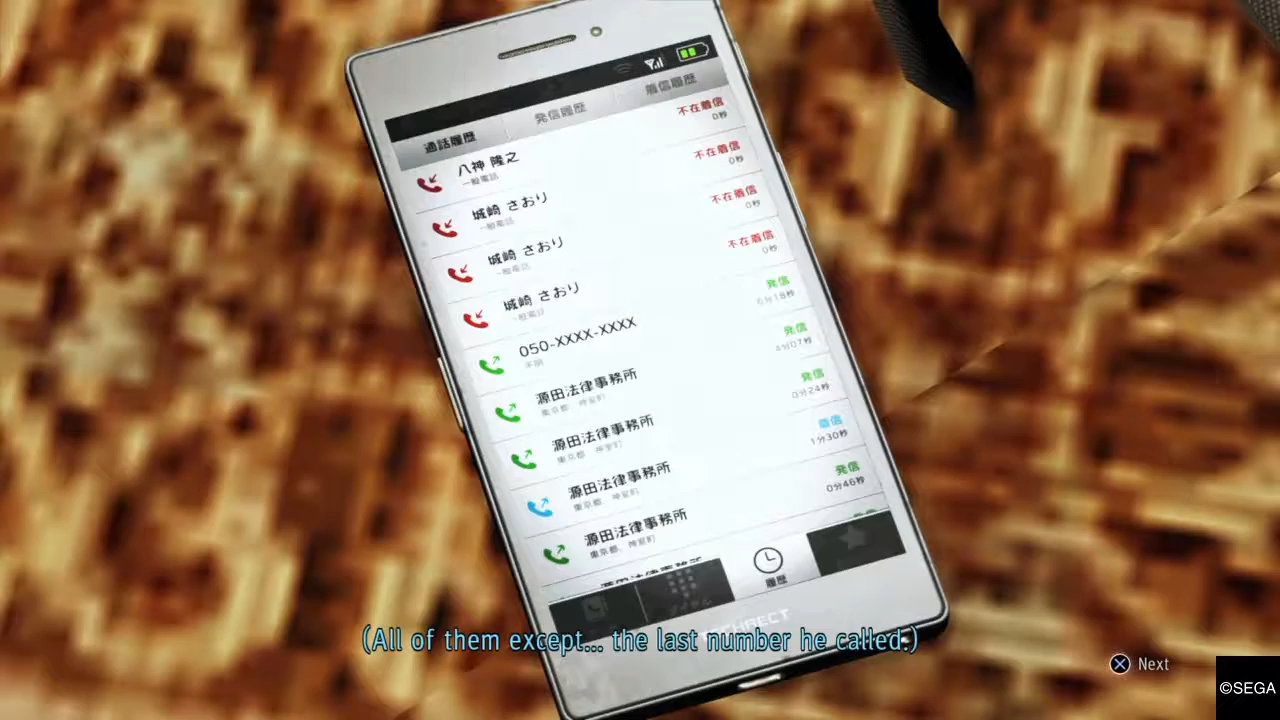 通話履歴 発信履歴 着信履歴
八神 隆之 不在着信
一般電話 0秒
城崎 さおり 不在着信
一般電話 0秒
城崎 さおり 不在着信
一般電話 0秒
城崎 さおり 不在着信
一般電話 0秒
050-XXXX-XXXX 発信
不明 6分18秒
源田法律事務所 発信
東京都、神室町 4分07秒
源田法律事務所 発信
東京都、神室町 0分24秒
源田法律事務所 着信
東京都、神室町 1分30秒
源田法律事務所 発信
東京都、神室町 0分46秒
源田法律事務所
履歴
(All of them except... the last number he called.)
Next
©SEGA